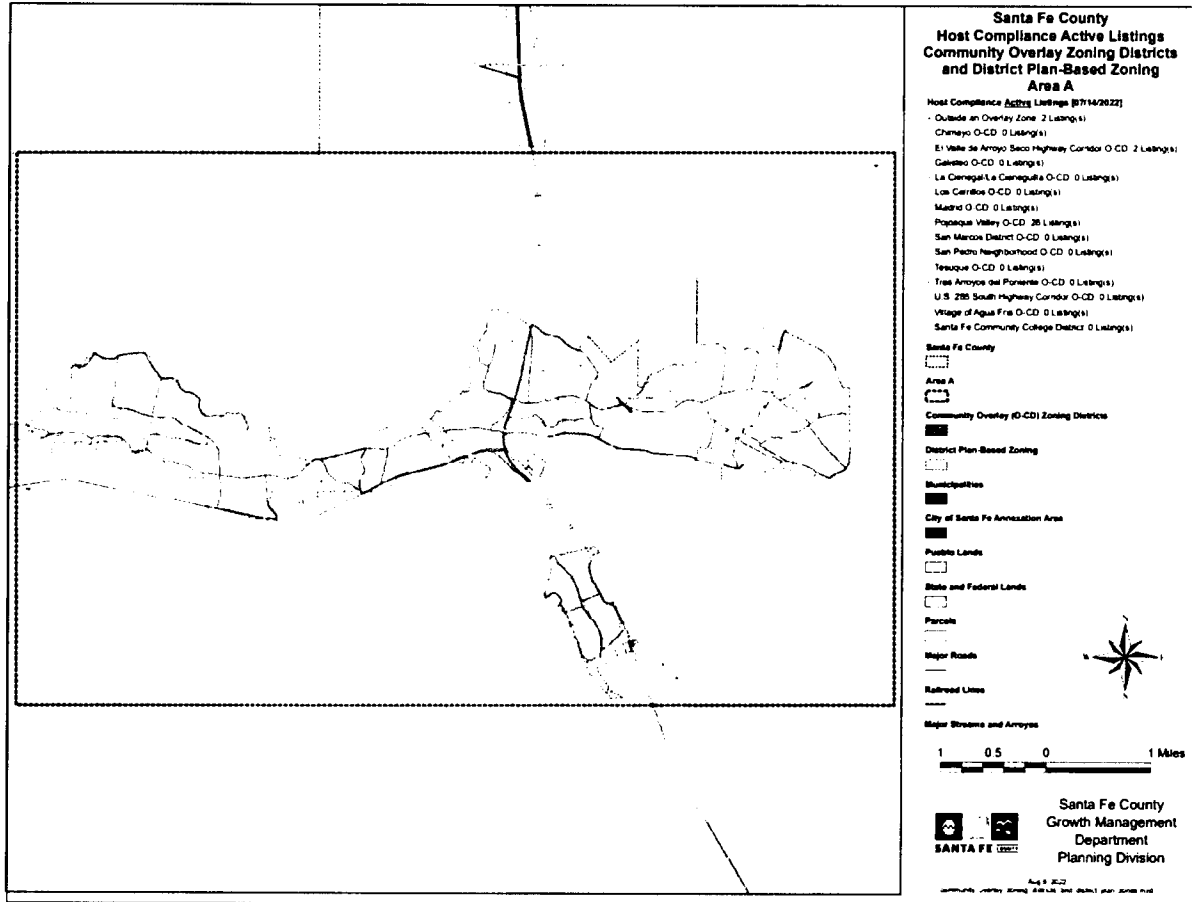 Santa Fe County
Host Compliance Active Listings
Community Overlay Zoning Districts
and District Plan-Based Zoning
Area A
Host Compliance Active Listings [07/14/2022]
Outside an Overlay Zone 2 Listing(s)
Chimayo O-CD 0 Listing(s)
El Valle de Arroyo Seco Highway Corridor O CD 2 Listing(s)
Galisteo O-CD 0 Listing(s)
La Cienega/La Cieneguilla O-CD 0 Listing(s)
Los Cerrillos O-CD 0 Listing(s)
Madrid O CD 0 Listing(s)
Pojoaque Valley O-CD 26 Listing(s)
San Marcos District O-CD 0 Listing(s)
San Pedro Neighborhood O CD 0 Listing(s)
Tesuque O-CD 0 Listing(s)
Tres Arroyos del Poniente O-CD 0 Listing(s)
U.S. 285 South Highway Corridor O-CD 0 Listing(s)
Village of Agua Fria O-CD 0 Listing(s)
Santa Fe Community College District 0 Listing(s)
Santa Fe County
Area A
Community Overlay (O-CD) Zoning Districts
District Plan-Based Zoning
Municipalities
City of Santa Fe Annexation Area
Pueblo Lands
State and Federal Lands
Parcels
Major Roads
Railroad Lines
Major Streams and Arroyos
1 0.5 0 1 Miles
SANTA FE COUNTY
Santa Fe County
Growth Management
Department
Planning Division
Aug 8 2022